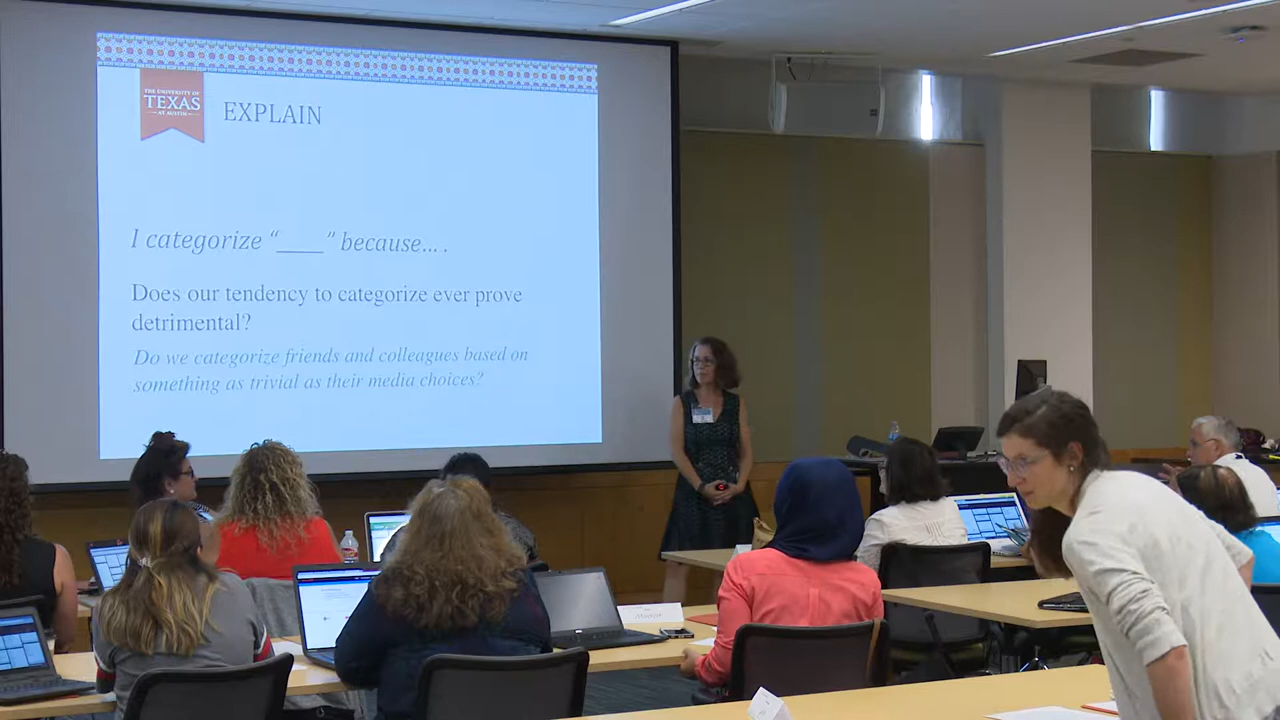 THE UNIVERSITY OF
TEXAS
— AT AUSTIN —
EXPLAIN
I categorize “____” because... .
Does our tendency to categorize ever prove
detrimental?
Do we categorize friends and colleagues based on
something as trivial as their media choices?